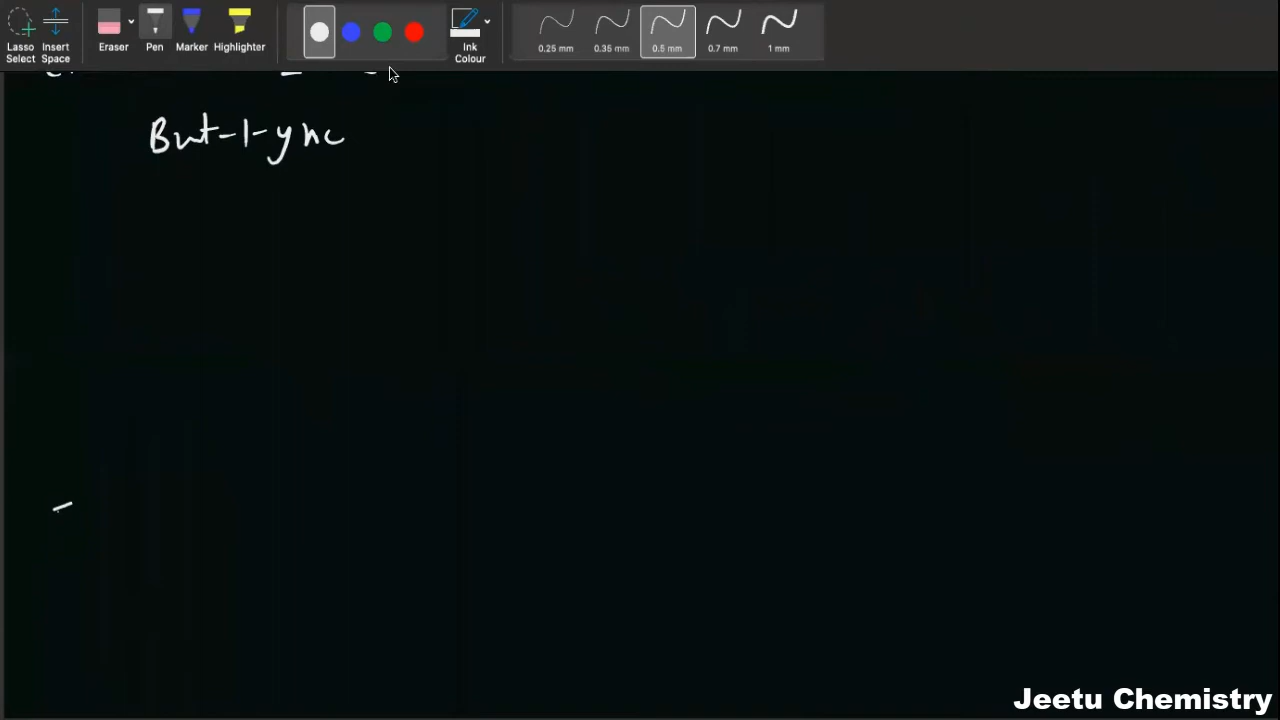 Lasso Select
Insert Space
Eraser
Pen
Marker
Highlighter
Ink Colour
0.25 mm
0.35 mm
0.5 mm
0.7 mm
1 mm
But-1-yne
Jeetu Chemistry